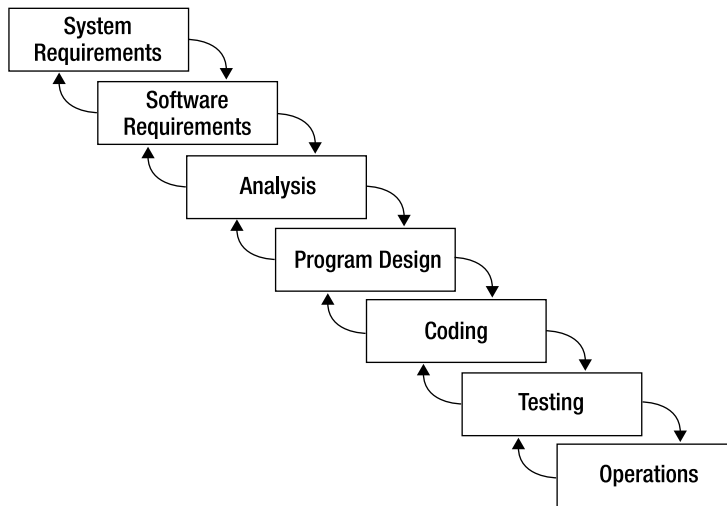 System
Requirements
Software
Requirements
Analysis
Program Design
Coding
Testing
Operations